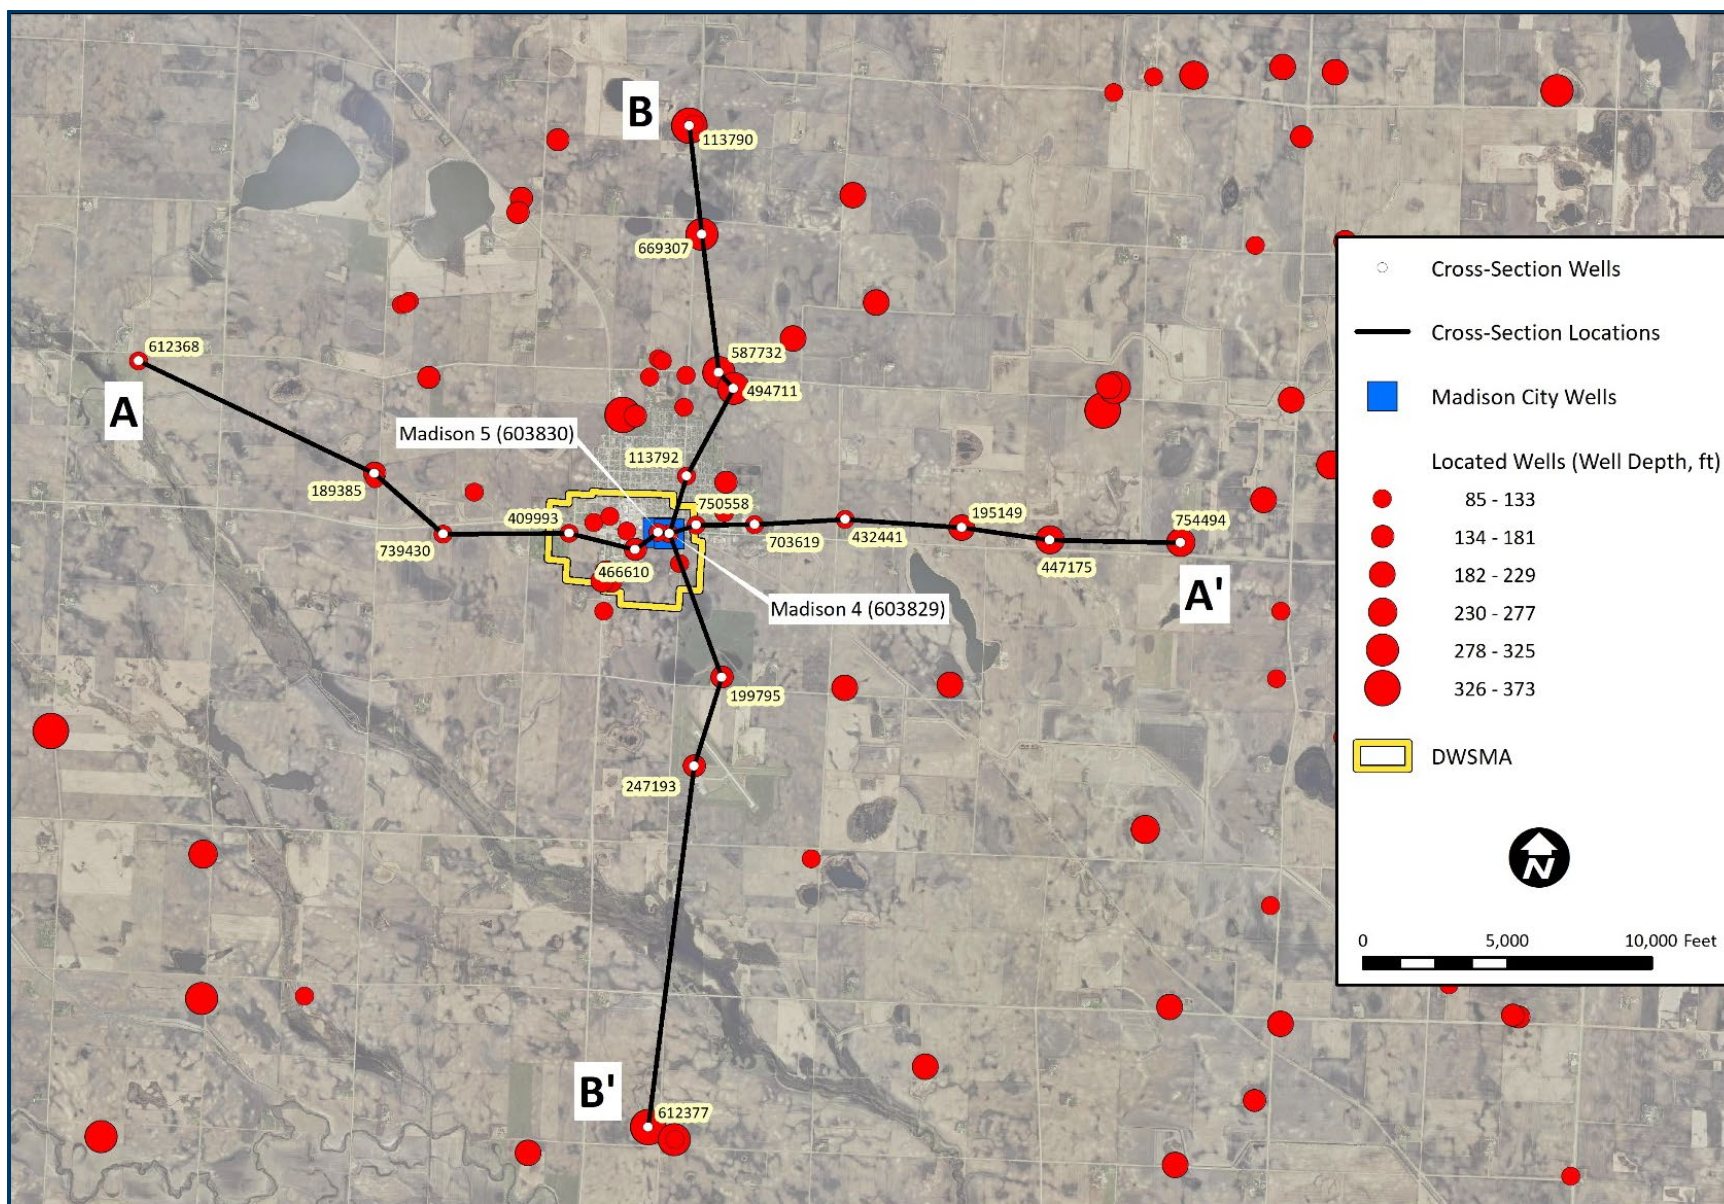 B
113790
669307
612368
587732
A
494711
Madison 5 (603830)
113792
189385
409993
750558
195149
754494
739430
703619
432441
466610
447175
A'
Madison 4 (603829)
199795
247193
B'
612377
Cross-Section Wells
Cross-Section Locations
Madison City Wells
Located Wells (Well Depth, ft)
85 - 133
134 - 181
182 - 229
230 - 277
278 - 325
326 - 373
DWSMA
N
0 5,000 10,000 Feet